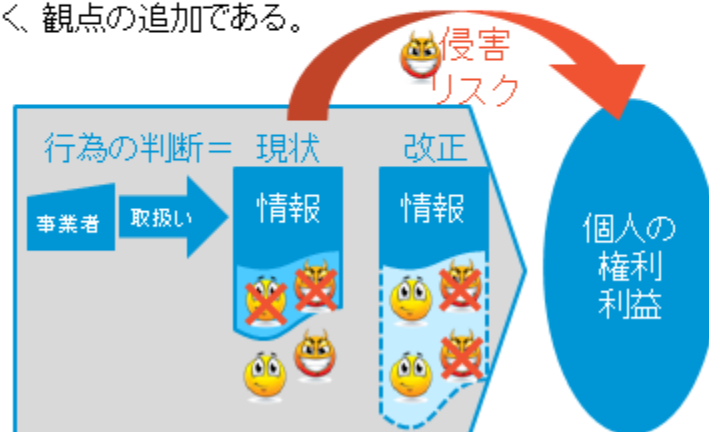 く、観点の追加である。
侵害
リスク
行為の判断＝ 現状 改正
事業者 取扱い 情報 情報
個人の
権利
利益